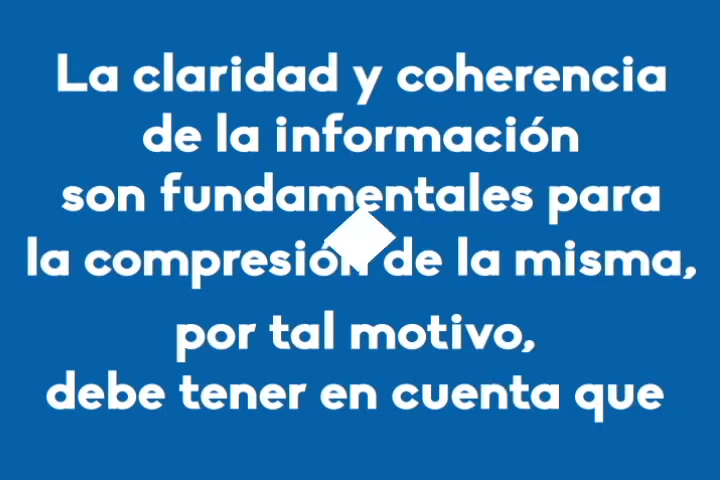 La claridad y coherencia
de la información
son fundamentales para
la compresión de la misma,
por tal motivo,
debe tener en cuenta que